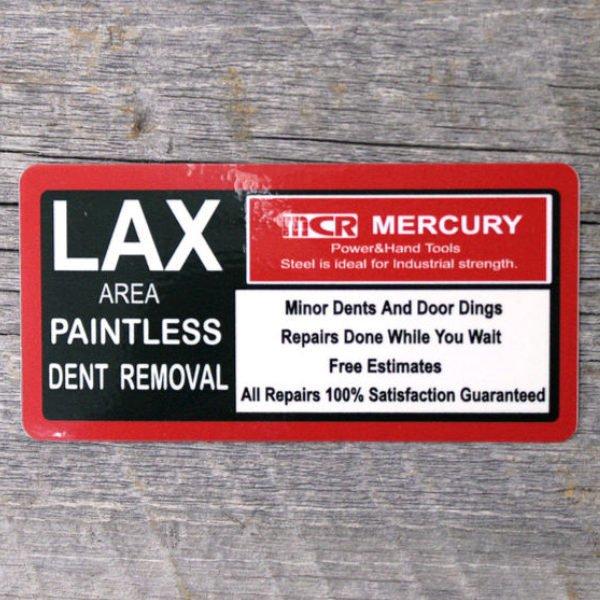 LAX
AREA
PAINTLESS
DENT REMOVAL
mCR MERCURY
Power&Hand Tools
Steel is ideal for Industrial strength.
Minor Dents And Door Dings
Repairs Done While You Wait
Free Estimates
All Repairs 100% Satisfaction Guaranteed